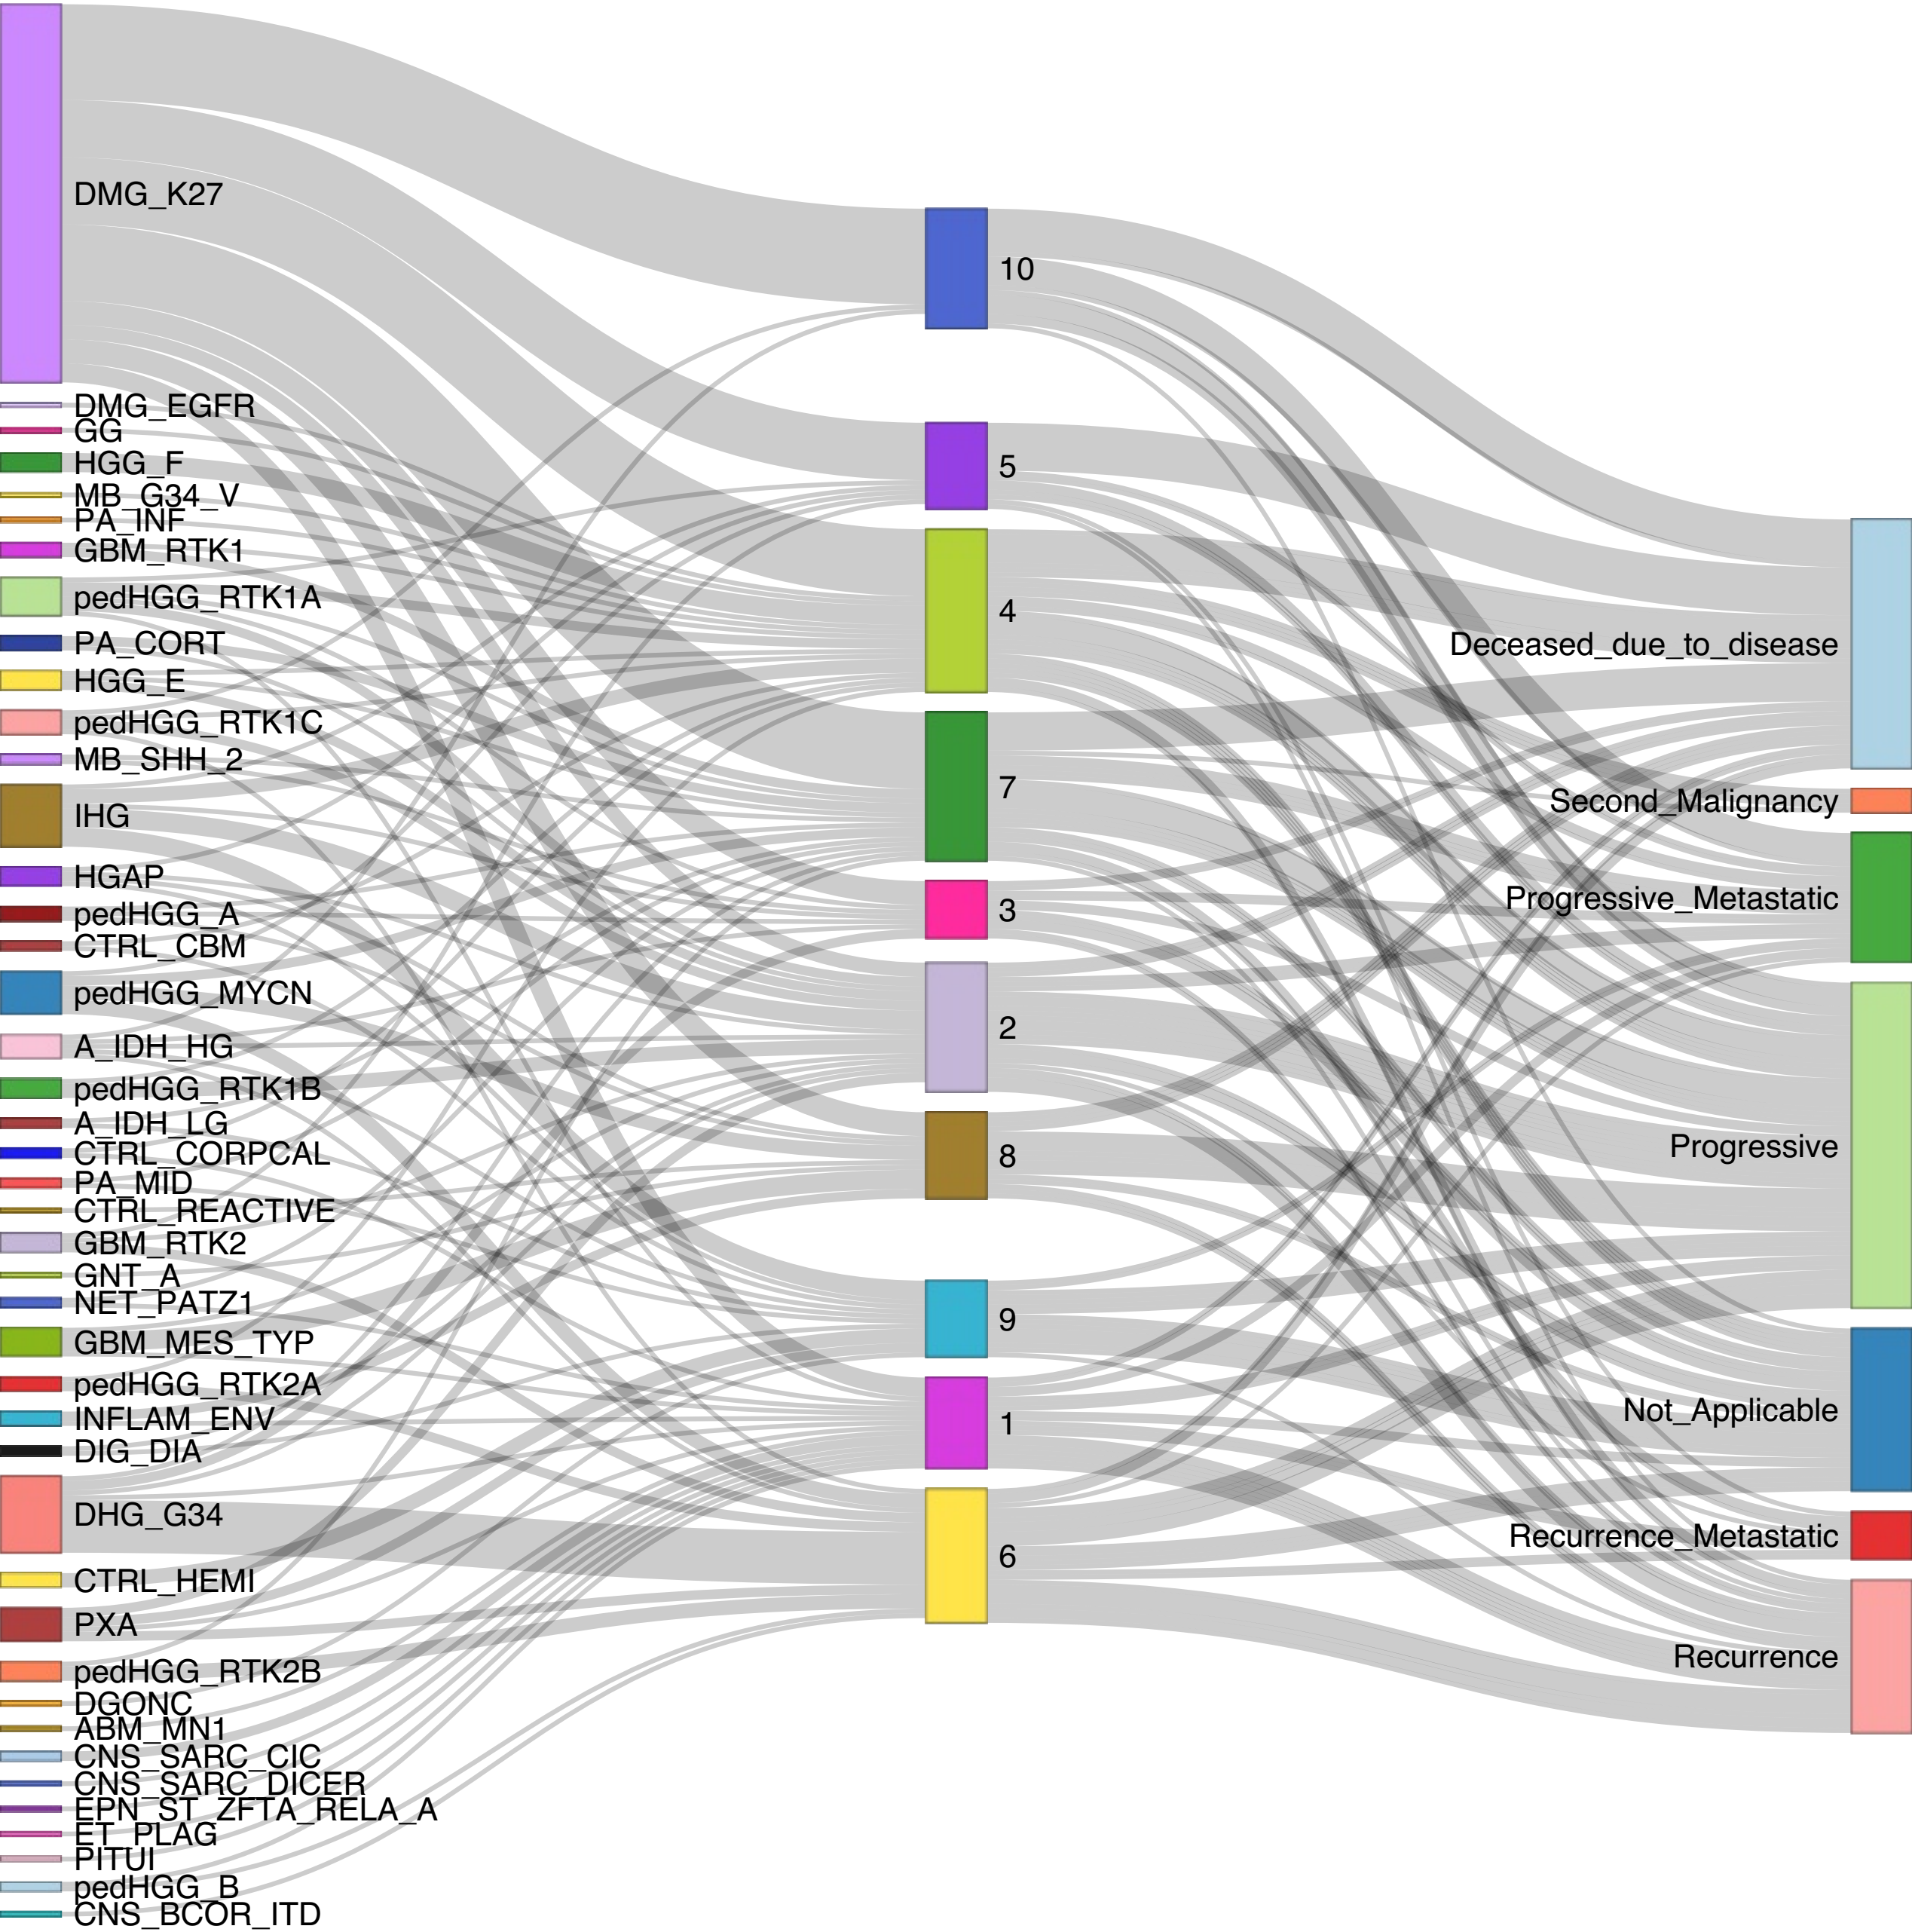 DMG_K27
DMG_EGFR
GG
HGG_F
MB_G34_V
PA_INF
GBM_RTK1
pedHGG_RTK1A
PA_CORT
HGG_E
pedHGG_RTK1C
MB_SHH_2
IHG
HGAP
pedHGG_A
CTRL_CBM
pedHGG_MYCN
A_IDH_HG
pedHGG_RTK1B
A_IDH_LG
CTRL_CORPCAL
PA_MID
CTRL_REACTIVE
GBM_RTK2
GNT_A
NET_PATZ1
GBM_MES_TYP
pedHGG_RTK2A
INFLAM_ENV
DIG_DIA
DHG_G34
CTRL_HEMI
PXA
pedHGG_RTK2B
DGONC
ABM_MN1
CNS_SARC_CIC
CNS_SARC_DICER
EPN_ST_ZFTA_RELA_A
ET_PLAG
PITUI
pedHGG_B
CNS_BCOR_ITD
10
5
4
7
3
2
8
9
1
6
Deceased_due_to_disease
Second_Malignancy
Progressive_Metastatic
Progressive
Not_Applicable
Recurrence_Metastatic
Recurrence